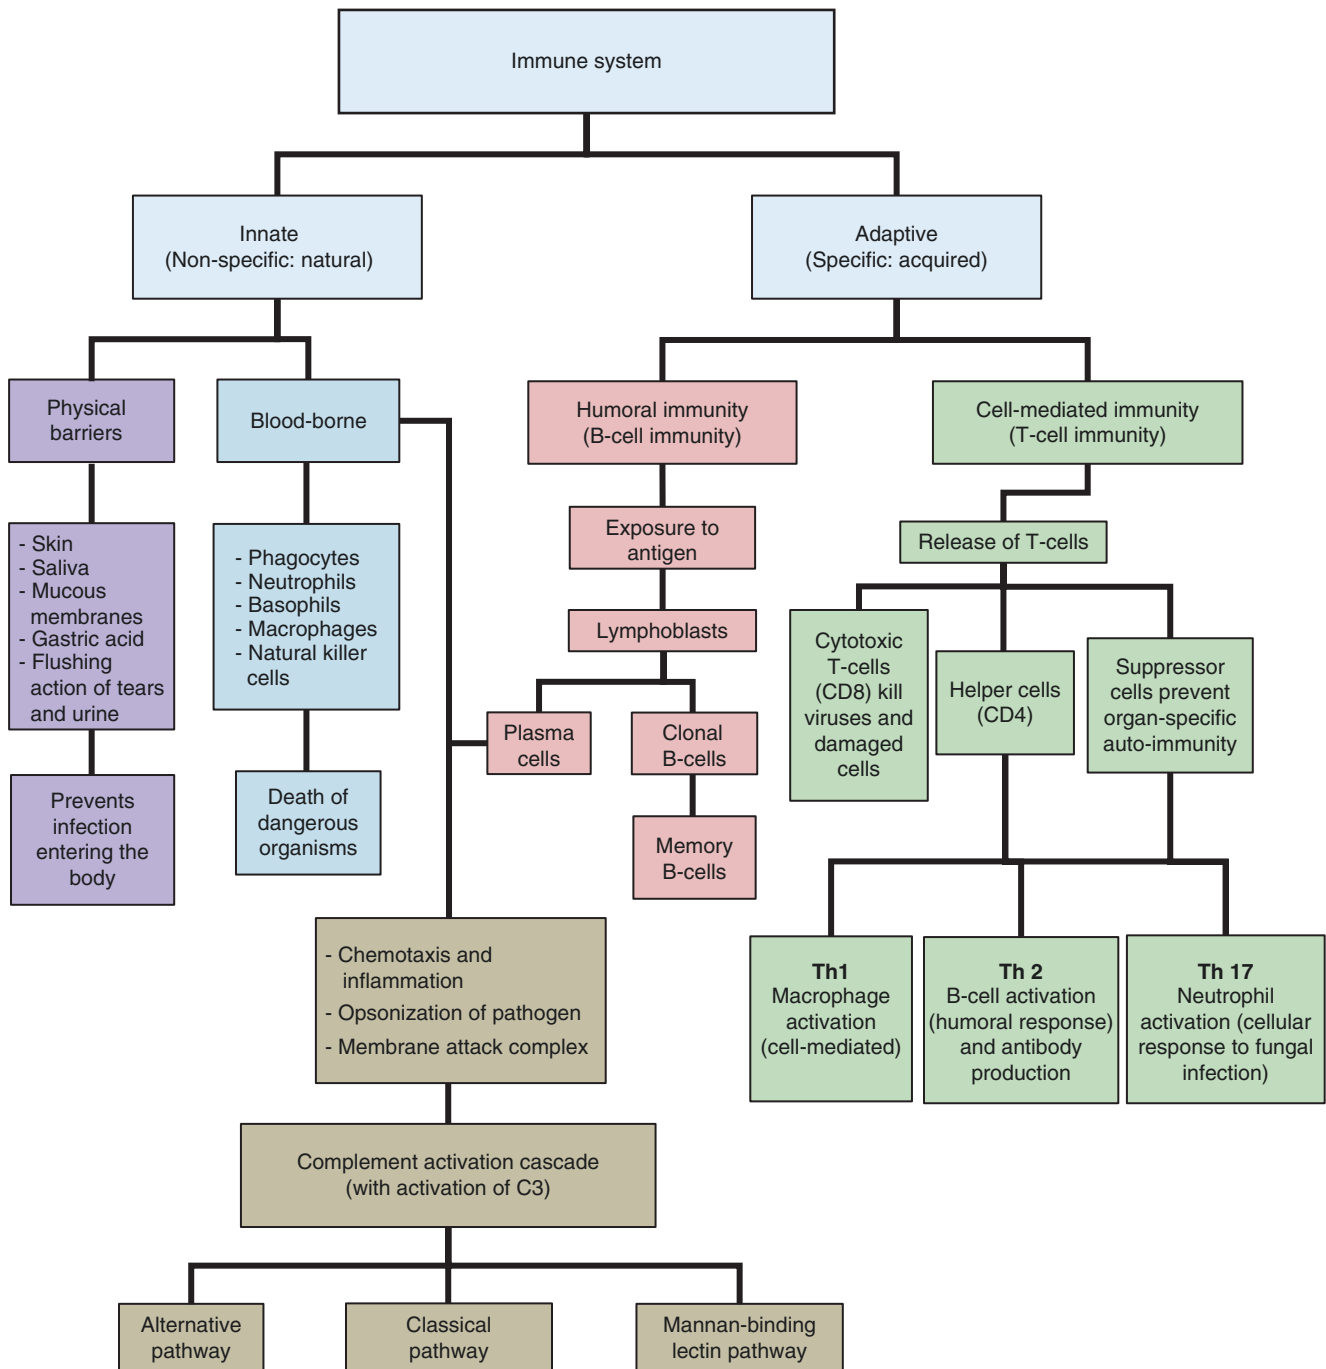 Immune system
Innate
(Non-specific: natural)
Adaptive
(Specific: acquired)
Physical
barriers
Blood-borne
Humoral immunity
(B-cell immunity)
Cell-mediated immunity
(T-cell immunity)
- Skin
- Saliva
- Mucous
membranes
- Gastric acid
- Flushing
action of tears
and urine
- Phagocytes
- Neutrophils
- Basophils
- Macrophages
- Natural killer
cells
Exposure to
antigen
Release of T-cells
Lymphoblasts
Cytotoxic
T-cells
(CD8) kill
viruses and
damaged
cells
Helper cells
(CD4)
Suppressor
cells prevent
organ-specific
auto-immunity
Plasma
cells
Clonal
B-cells
Prevents
infection
entering the
body
Death of
dangerous
organisms
Memory
B-cells
- Chemotaxis and
inflammation
- Opsonization of pathogen
- Membrane attack complex
Th1
Macrophage
activation
(cell-mediated)
Th 2
B-cell activation
(humoral response)
and antibody
production
Th 17
Neutrophil
activation (cellular
response to fungal
infection)
Complement activation cascade
(with activation of C3)
Alternative
pathway
Classical
pathway
Mannan-binding
lectin pathway